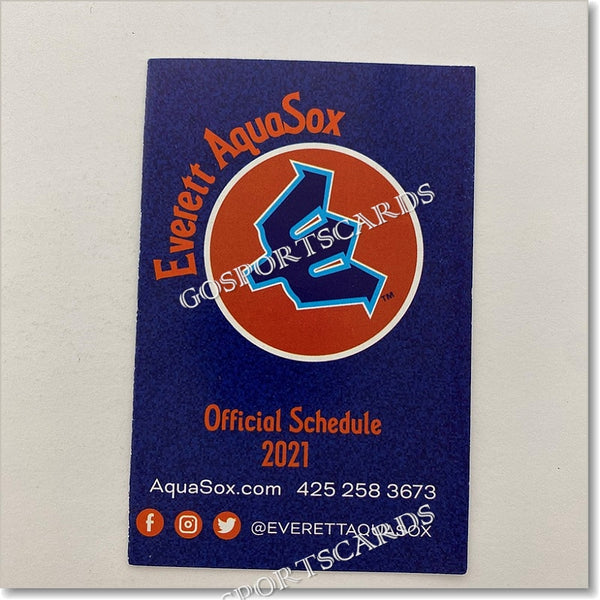 Everett AquaSox
GOSPORTSCARDS
E
TM
Official Schedule
2021
AquaSox.com 425 258 3673
f @EVERETTAQUASOX
GOSPORTSCARDS